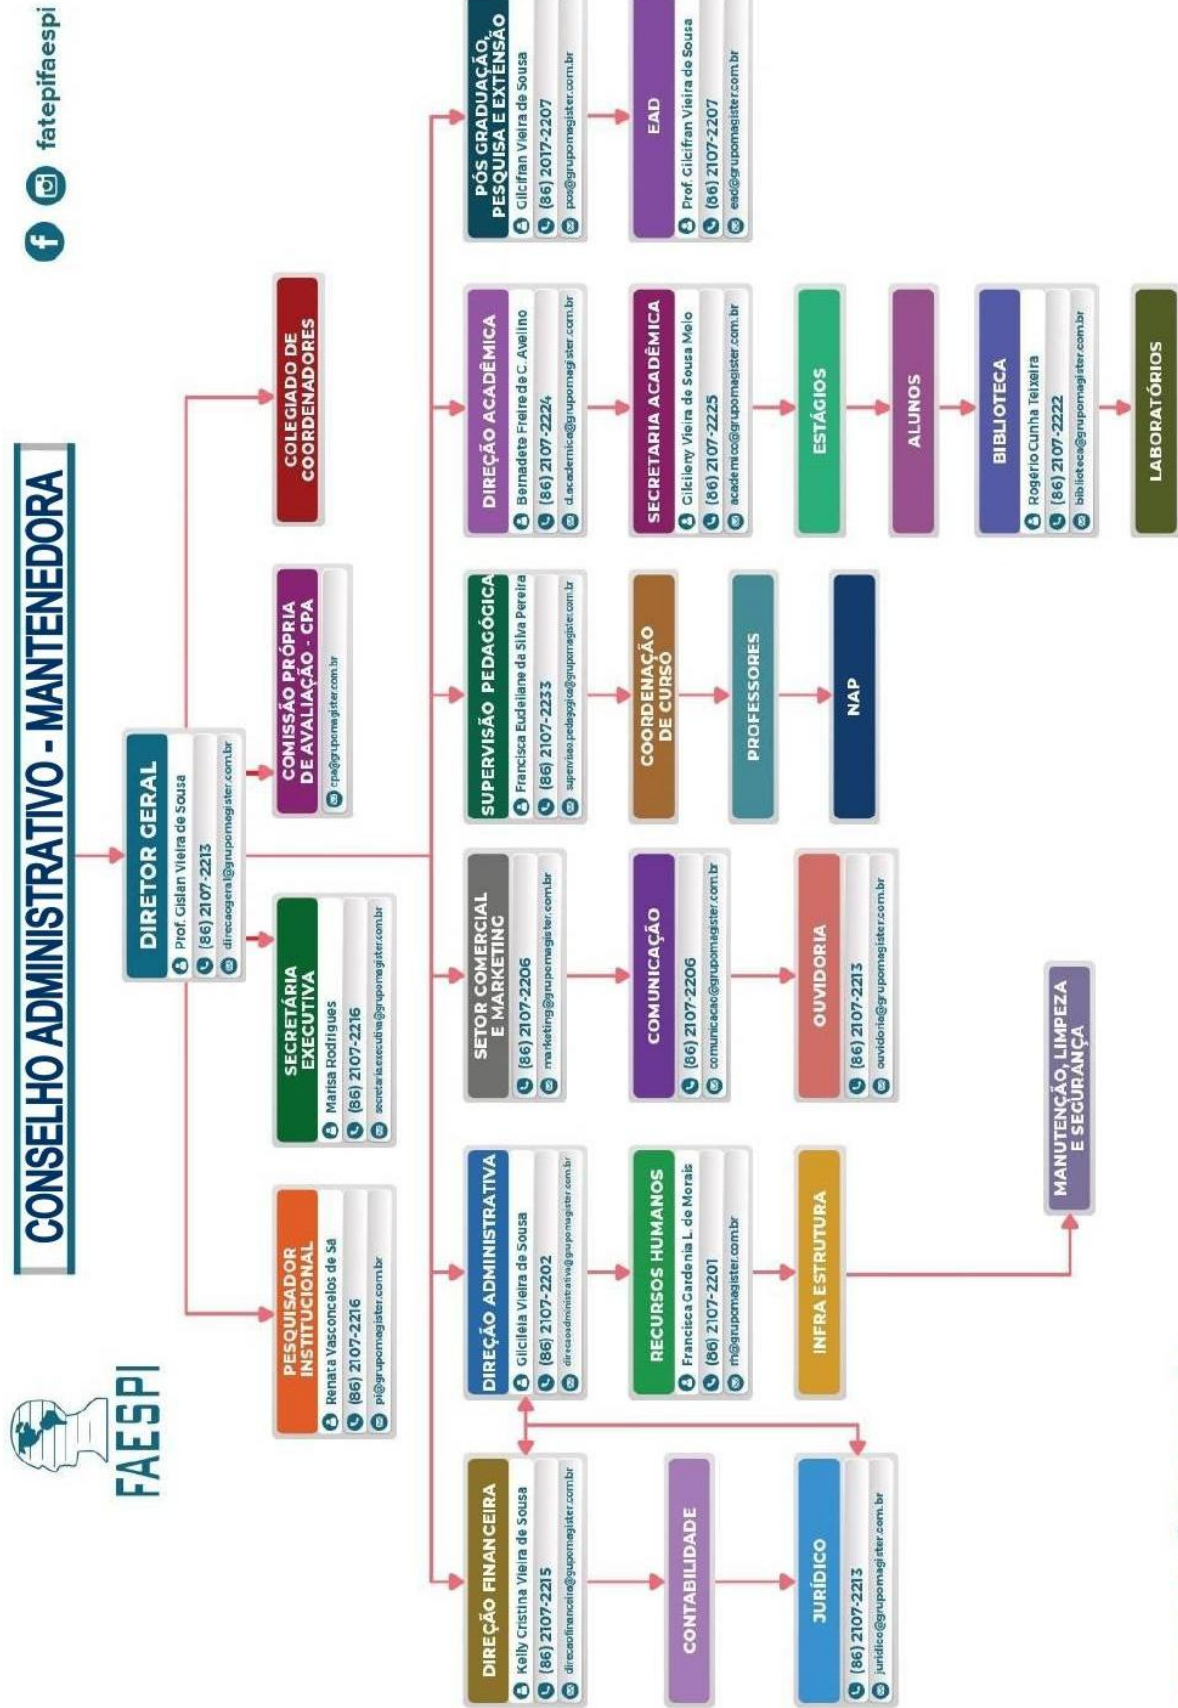 CONSELHO ADMINISTRATIVO - MANTENEDORA
fatepifaespi
FAESPI
DIRETOR GERAL
Prof. Gislan Vieira de Sousa
(86) 2107-2213
direcaogeral@grupomagister.com.br
PESQUISADOR
INSTITUCIONAL
Renata Vasconcelos de Sá
(86) 2107-2216
pi@grupomagister.com.br
SECRETÁRIA
EXECUTIVA
Marisa Rodrigues
(86) 2107-2216
secretariaexecutiva@grupomagister.com.br
COMISSÃO PRÓPRIA
DE AVALIAÇÃO - CPA
cpa@grupomagister.com.br
COLEGIADO DE
COORDENADORES
DIREÇÃO FINANCEIRA
Kelly Cristina Vieira de Sousa
(86) 2107-2215
direcaofinanceira@gupomagister.com.br
CONTABILIDADE
JURÍDICO
(86) 2107-2213
juridico@grupomagister.com.br
DIREÇÃO ADMINISTRATIVA
Gilciléia Vieira de Sousa
(86) 2107-2202
direcaoadministrativa@grupomagister.com.br
RECURSOS HUMANOS
Francisca Gardenia L. de Morais
(86) 2107-2201
rh@grupomagister.com.br
INFRA ESTRUTURA
MANUTENÇÃO, LIMPEZA
E SEGURANÇA
SETOR COMERCIAL
E MARKETING
(86) 2107-2206
marketing@grupomagister.com.br
COMUNICAÇÃO
(86) 2107-2206
comunicacao@grupomagister.com.br
OUVIDORIA
(86) 2107-2213
ouvidoria@grupomagister.com.br
SUPERVISÃO PEDAGÓGICA
Francisca Eudeilane da Silva Pereira
(86) 2107-2233
supervisao.pedagogica@grupomagister.com.br
COORDENAÇÃO
DE CURSO
PROFESSORES
NAP
DIREÇÃO ACADÊMICA
Bernadete Freire de C. Avelino
(86) 2107-2224
d.academica@grupomagister.com.br
SECRETARIA ACADÊMICA
Gilcileny Vieira de Sousa Melo
(86) 2107-2225
academico@grupomagister.com.br
ESTÁGIOS
ALUNOS
BIBLIOTECA
Rogério Cunha Teixeira
(86) 2107-2222
biblioteca@grupomagister.com.br
LABORATÓRIOS
PÓS GRADUAÇÃO,
PESQUISA E EXTENSÃO
Gilcifran Vieira de Sousa
(86) 2017-2207
pos@grupomagister.com.br
EAD
Prof. Gilcifran Vieira de Sousa
(86) 2107-2207
ead@grupomagister.com.br